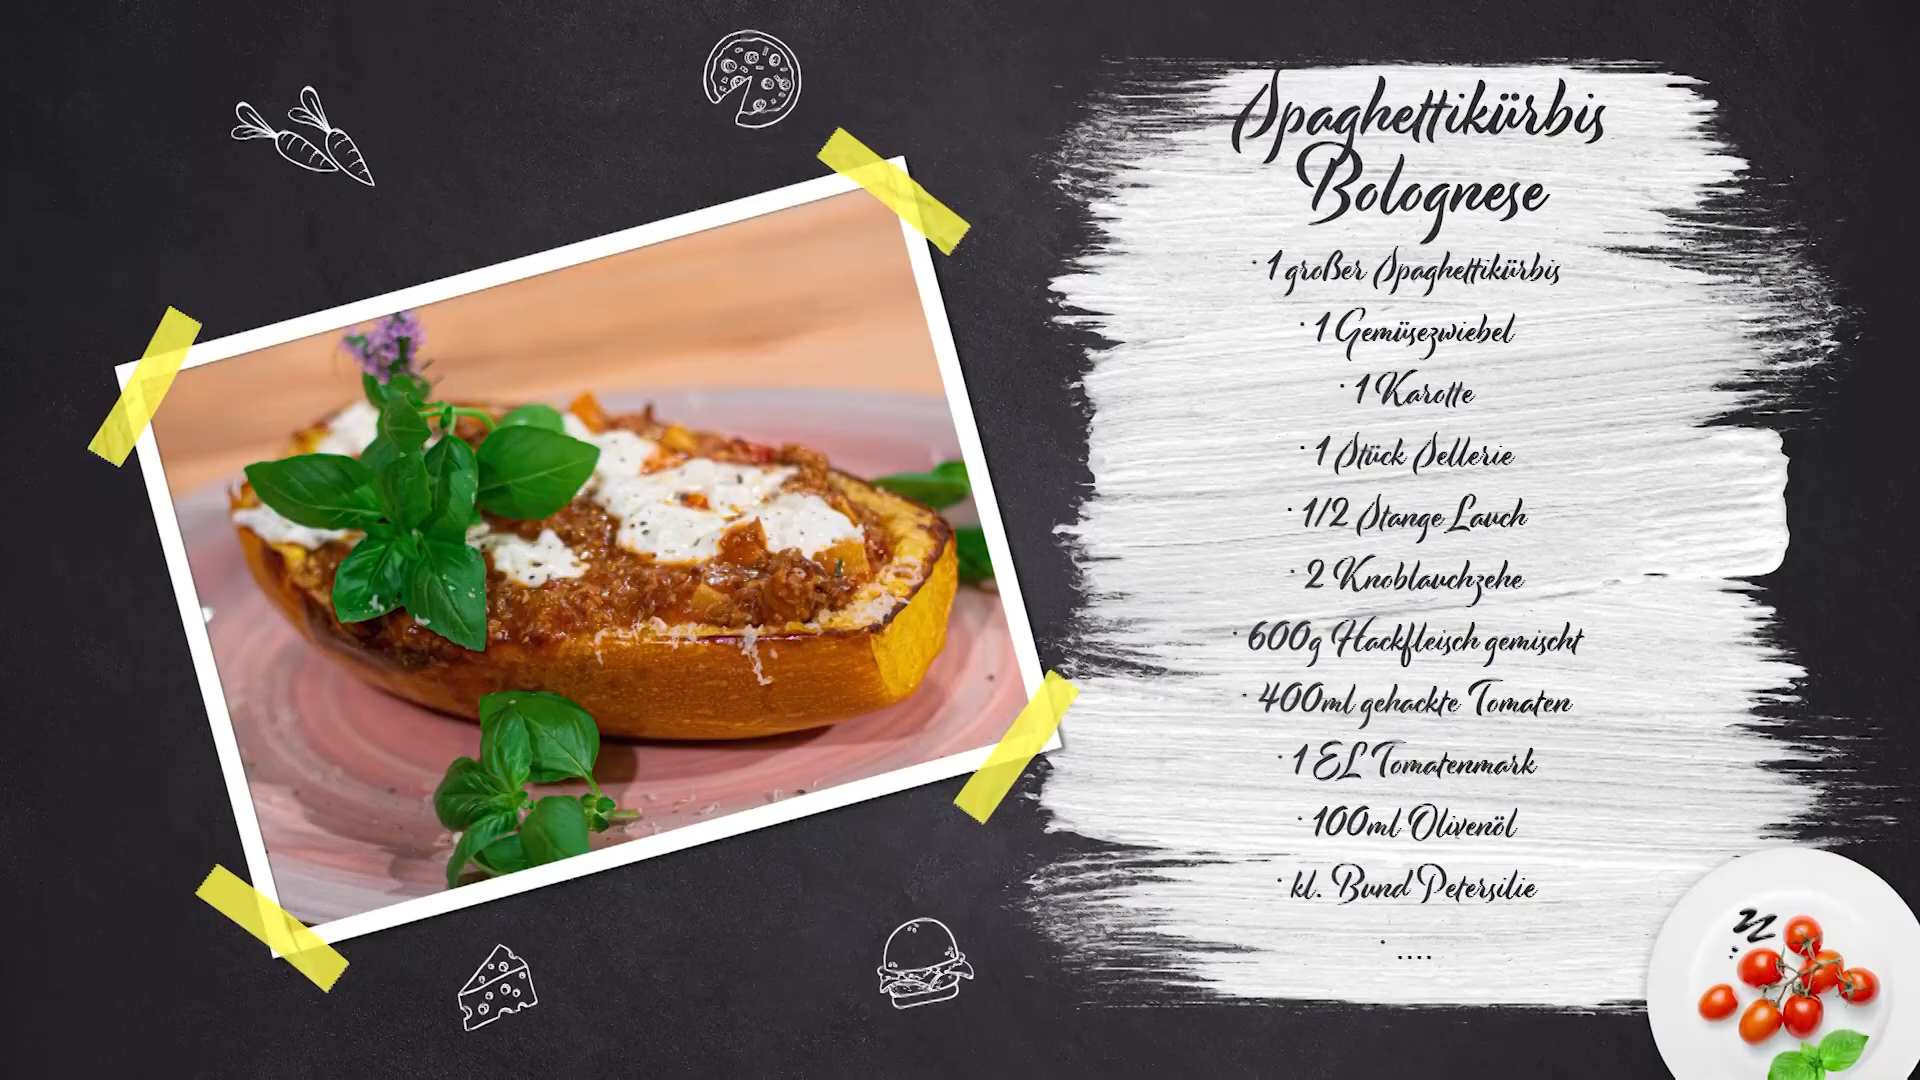 Spaghettikürbis
Bolognese
· 1 großer Spaghettikürbis
· 1 Gemüsezwiebel
· 1 Karotte
· 1 Stück Sellerie
· 1/2 Stange Lauch
· 2 Knoblauchzehe
· 600g Hackfleisch gemischt
· 400ml gehackte Tomaten
· 1 EL Tomatenmark
· 100ml Olivenöl
· kl. Bund Petersilie
· ....